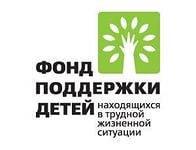 ФОНД
ПОДДЕРЖКИ
ДЕТЕЙ
НАХОДЯЩИХСЯ
В ТРУДНОЙ
ЖИЗНЕННОЙ
СИТУАЦИИ